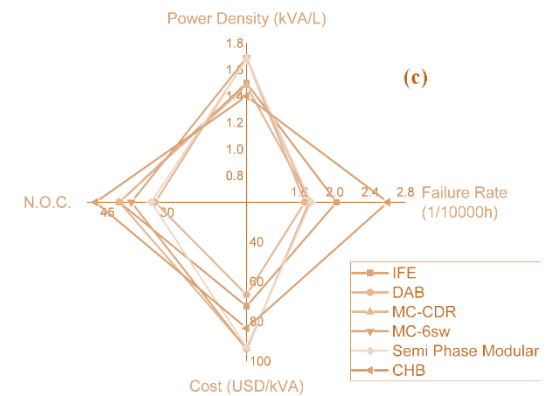 Power Density (kVA/L)
1.8
1.6
(c)
1.4
1.2
1.0
0.8
N.O.C.
45
30
1.6
2.0
2.4
2.8
Failure Rate
(1/10000h)
40
60
80
100
Cost (USD/kVA)
IFE
DAB
MC-CDR
MC-6sw
Semi Phase Modular
CHB